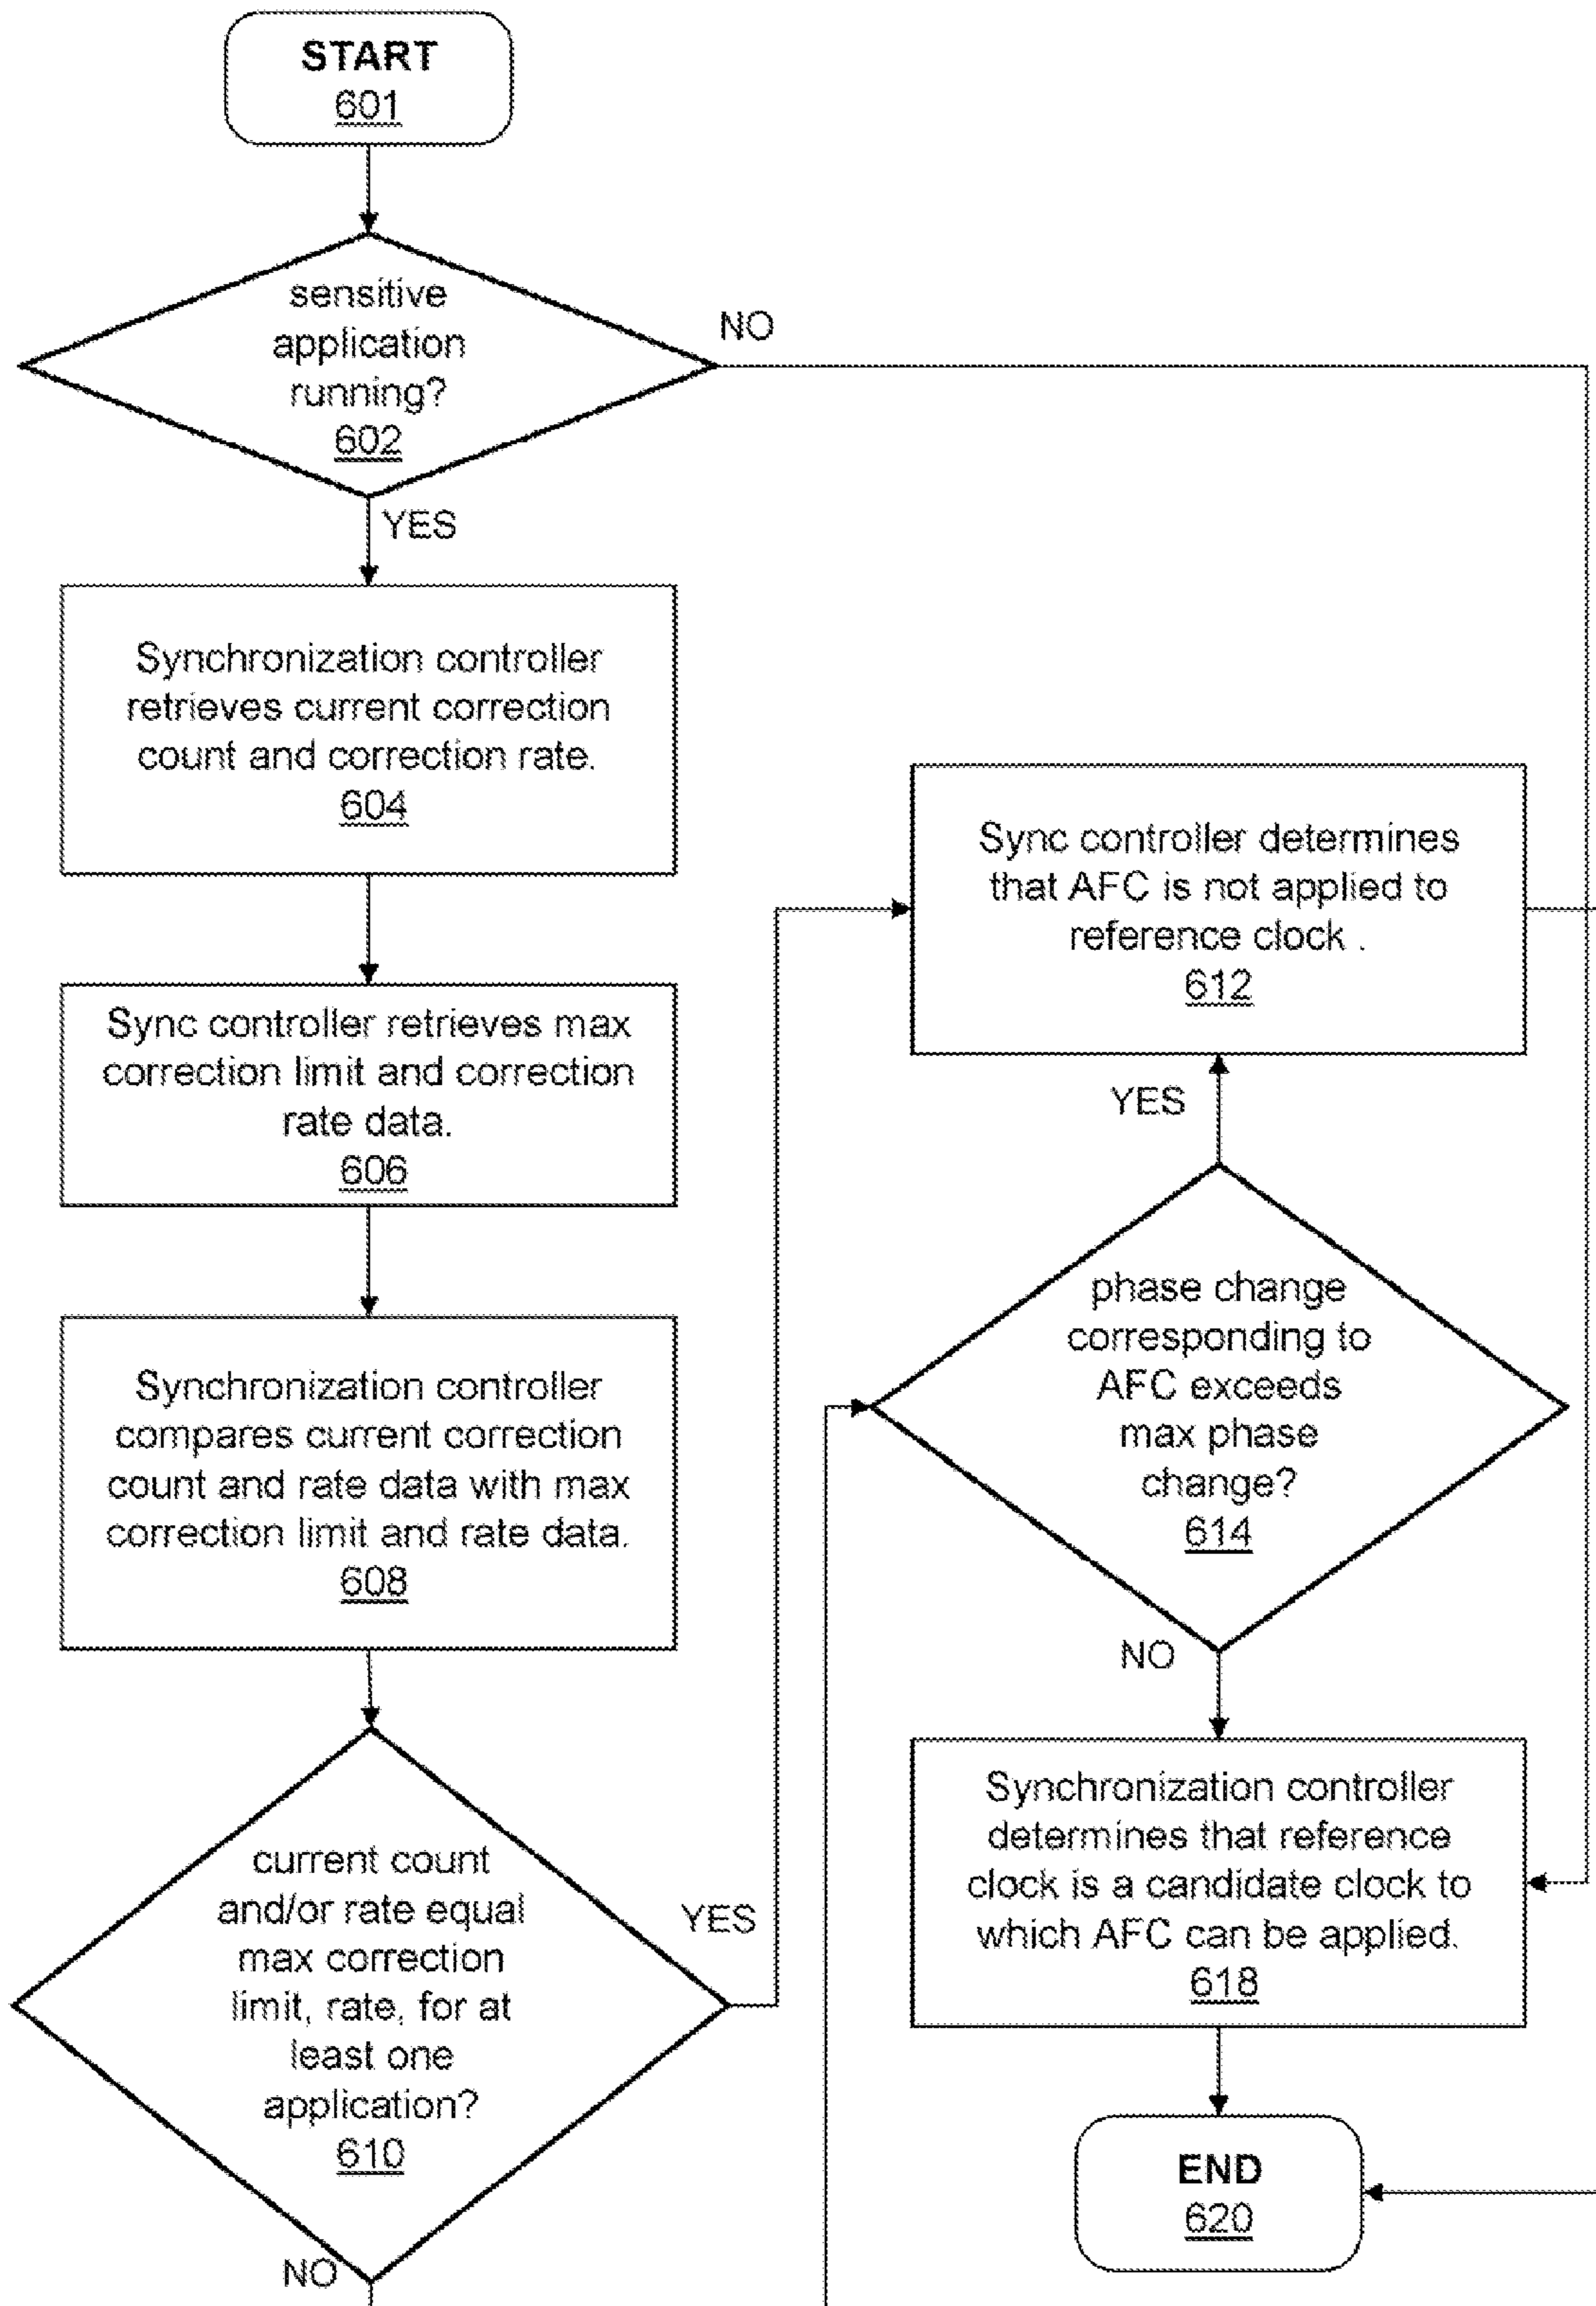 START
601
sensitive
application
running?
602
NO
YES
Synchronization controller
retrieves current correction
count and correction rate.
604
Sync controller retrieves max
correction limit and correction
rate data.
606
Synchronization controller
compares current correction
count and rate data with max
correction limit and rate data.
608
current count
and/or rate equal
max correction
limit, rate, for at
least one
application?
610
YES
NO
Sync controller determines
that AFC is not applied to
reference clock .
612
YES
phase change
corresponding to
AFC exceeds
max phase
change?
614
NO
Synchronization controller
determines that reference
clock is a candidate clock to
which AFC can be applied.
618
END
620